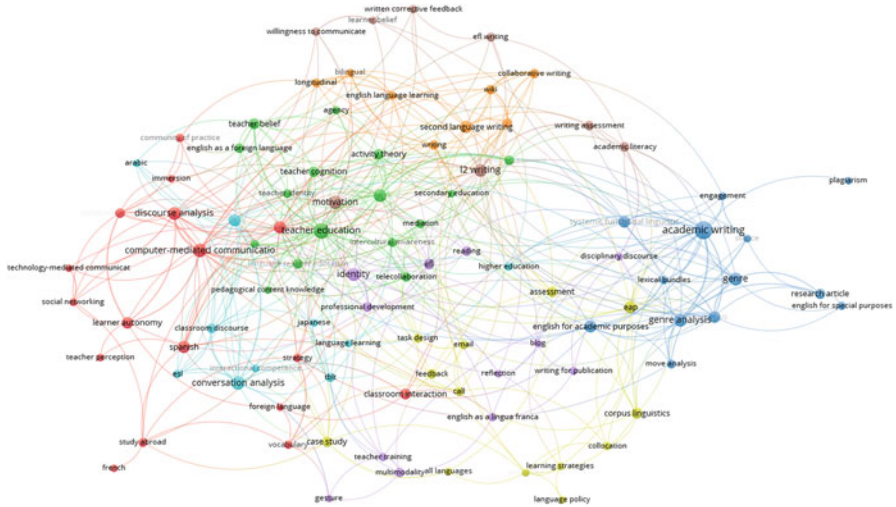 written corrective feedback
learner belief
willingness to communicate
efl writing
bilingual
collaborative writing
longitudinal
wiki
english language learning
agency
teacher belief
second language writing
writing assessment
community of practice
writing
english as a foreign language
academic literacy
activity theory
arabic
teacher cognition
l2 writing
immersion
plagiarism
teacher identity
secondary education
engagement
motivation
discourse analysis
systemic functional linguistic
mediation
teacher education
academic writing
intercultural awareness
computer-mediated communicatio
reading
disciplinary discourse
efl
technology-mediated communicat
higher education
identity
telecollaboration
lexical bundles
genre
pedagogical content knowledge
assessment
research article
social networking
professional development
eap
english for special purposes
learner autonomy
japanese
genre analysis
classroom discourse
english for academic purposes
task design
email
language learning
blog
spanish
teacher perception
strategy
move analysis
interactional competence
esl
tblt
feedback
reflection
writing for publication
conversation analysis
call
classroom interaction
foreign language
english as a lingua franca
corpus linguistics
study abroad
vocabulary
case study
collocation
teacher training
french
multimodality
all languages
learning strategies
gesture
language policy